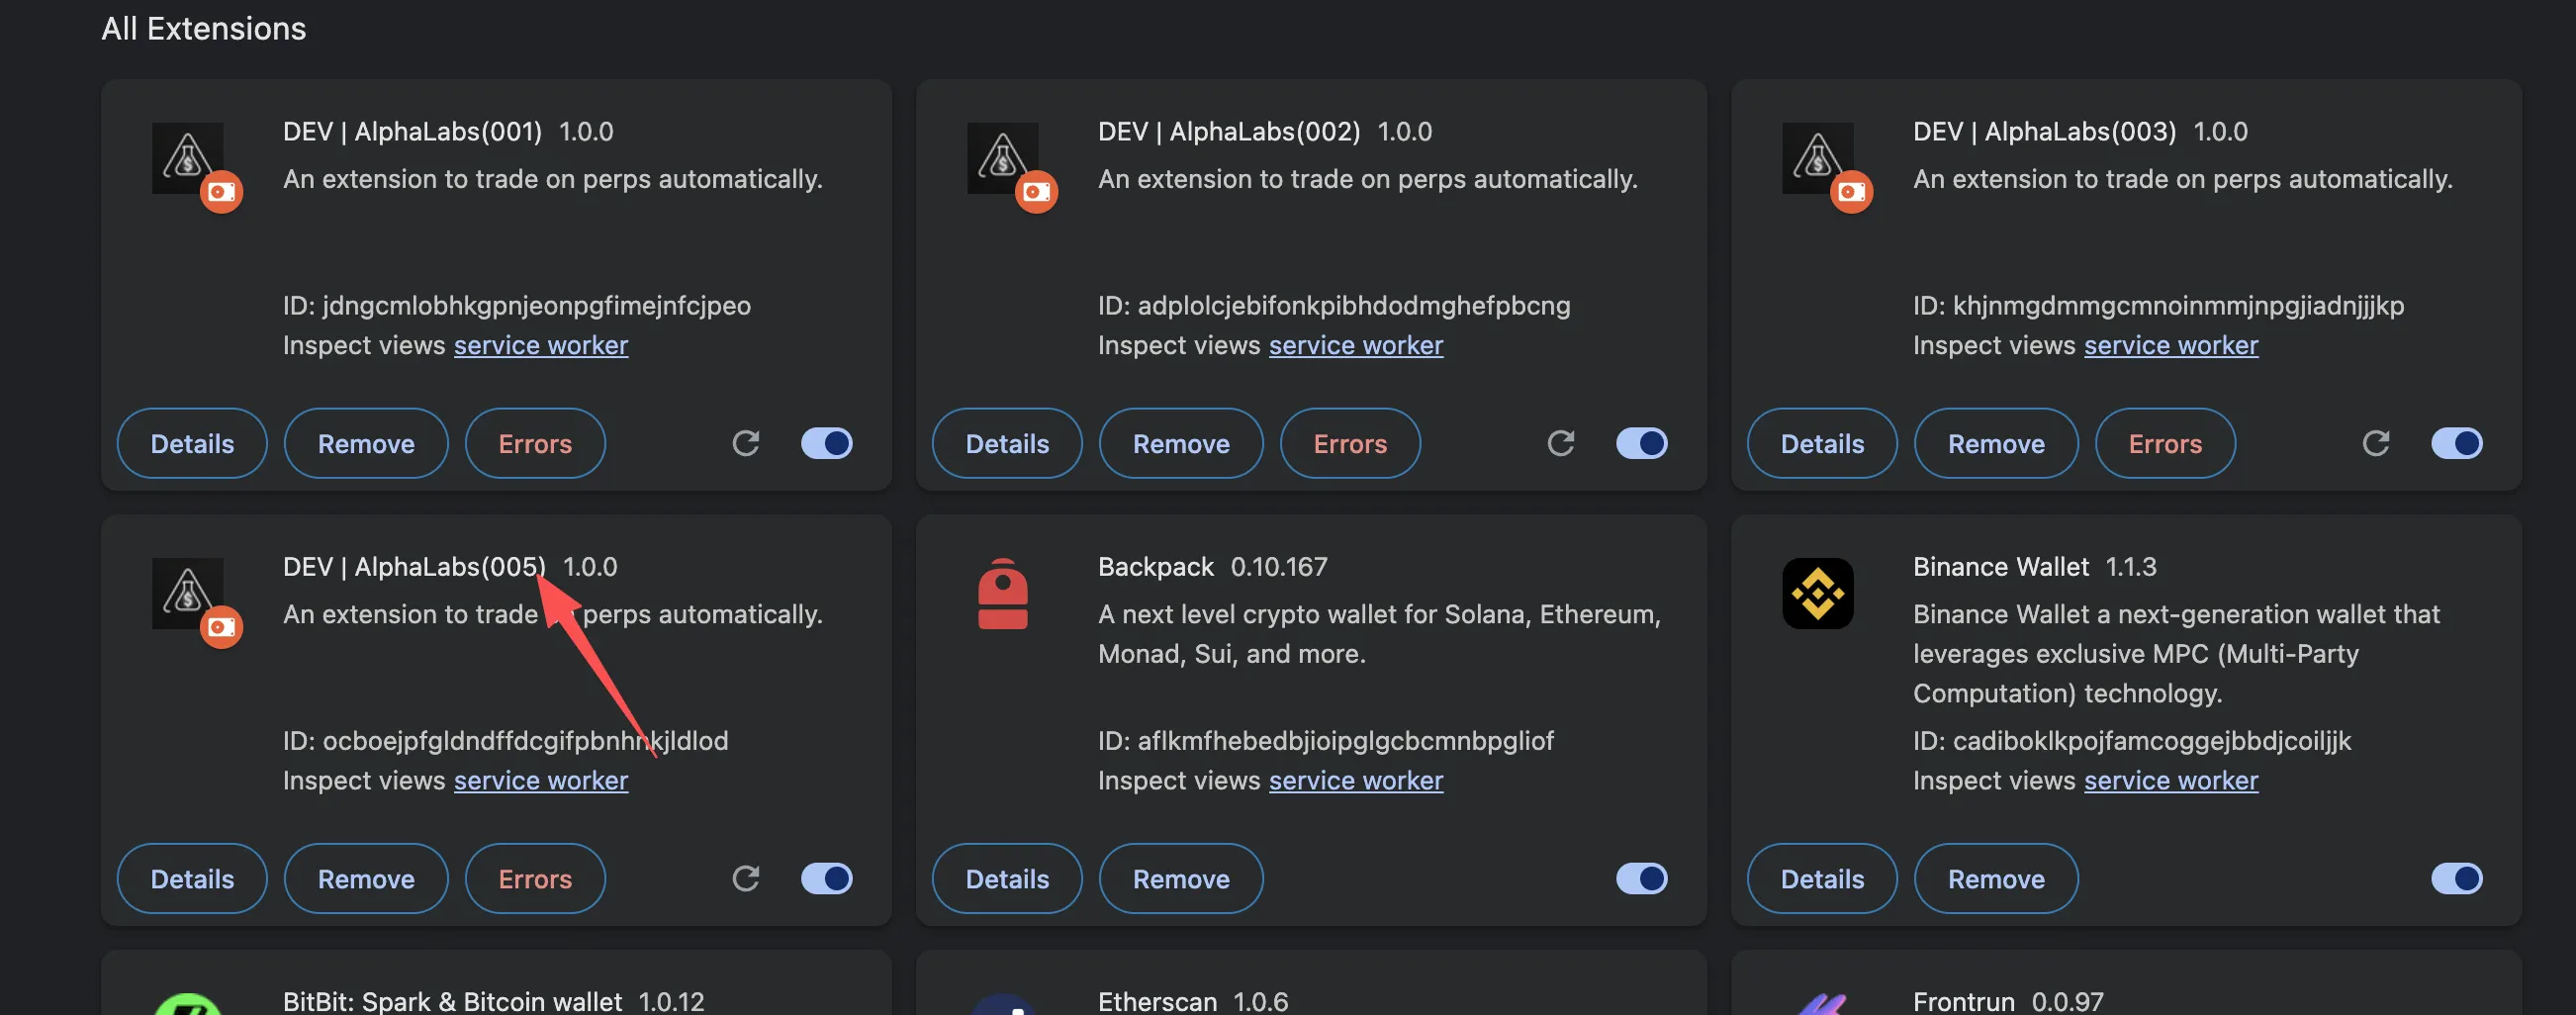 All Extensions
DEV | AlphaLabs(001) 1.0.0
An extension to trade on perps automatically.
ID: jdngcmlobhkgpnjeonpgfimejnfcjpeo
Inspect views service worker
Details Remove Errors
DEV | AlphaLabs(002) 1.0.0
An extension to trade on perps automatically.
ID: adplolcjebifonkpibhdodmghefpbcng
Inspect views service worker
Details Remove Errors
DEV | AlphaLabs(003) 1.0.0
An extension to trade on perps automatically.
ID: khjnmgdmmgcmnoinmmjnpgjiadnjjjkp
Inspect views service worker
Details Remove Errors
DEV | AlphaLabs(005) 1.0.0
An extension to trade perps automatically.
ID: ocboejpfgldndffdcgifpbnhnkjldlod
Inspect views service worker
Details Remove Errors
Backpack 0.10.167
A next level crypto wallet for Solana, Ethereum,
Monad, Sui, and more.
ID: aflkmfhebedbjioipglgcbcmnbpgliof
Inspect views service worker
Details Remove
Binance Wallet 1.1.3
Binance Wallet a next-generation wallet that
leverages exclusive MPC (Multi-Party
Computation) technology.
ID: cadiboklkpojfamcoggejbbdjcoiljjk
Inspect views service worker
Details Remove
BitBit: Spark & Bitcoin wallet 1.0.12
Etherscan 1.0.6
Frontrun 0.0.97